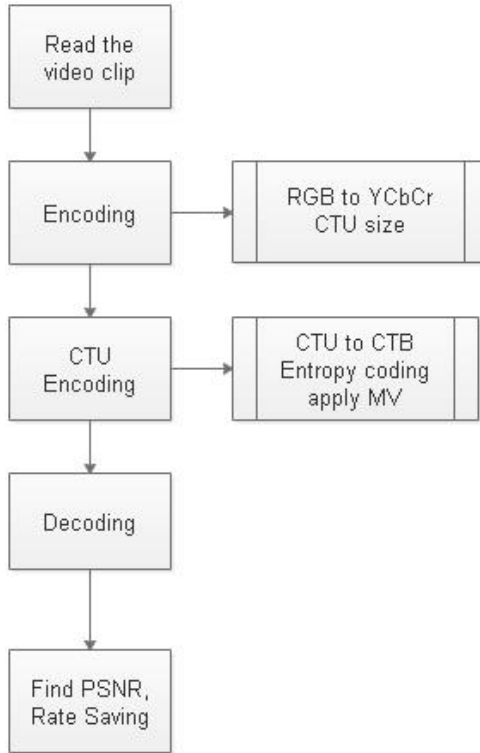 Read the
video clip
Encoding
RGB to YCbCr
CTU size
CTU
Encoding
CTU to CTB
Entropy coding
apply MV
Decoding
Find PSNR,
Rate Saving